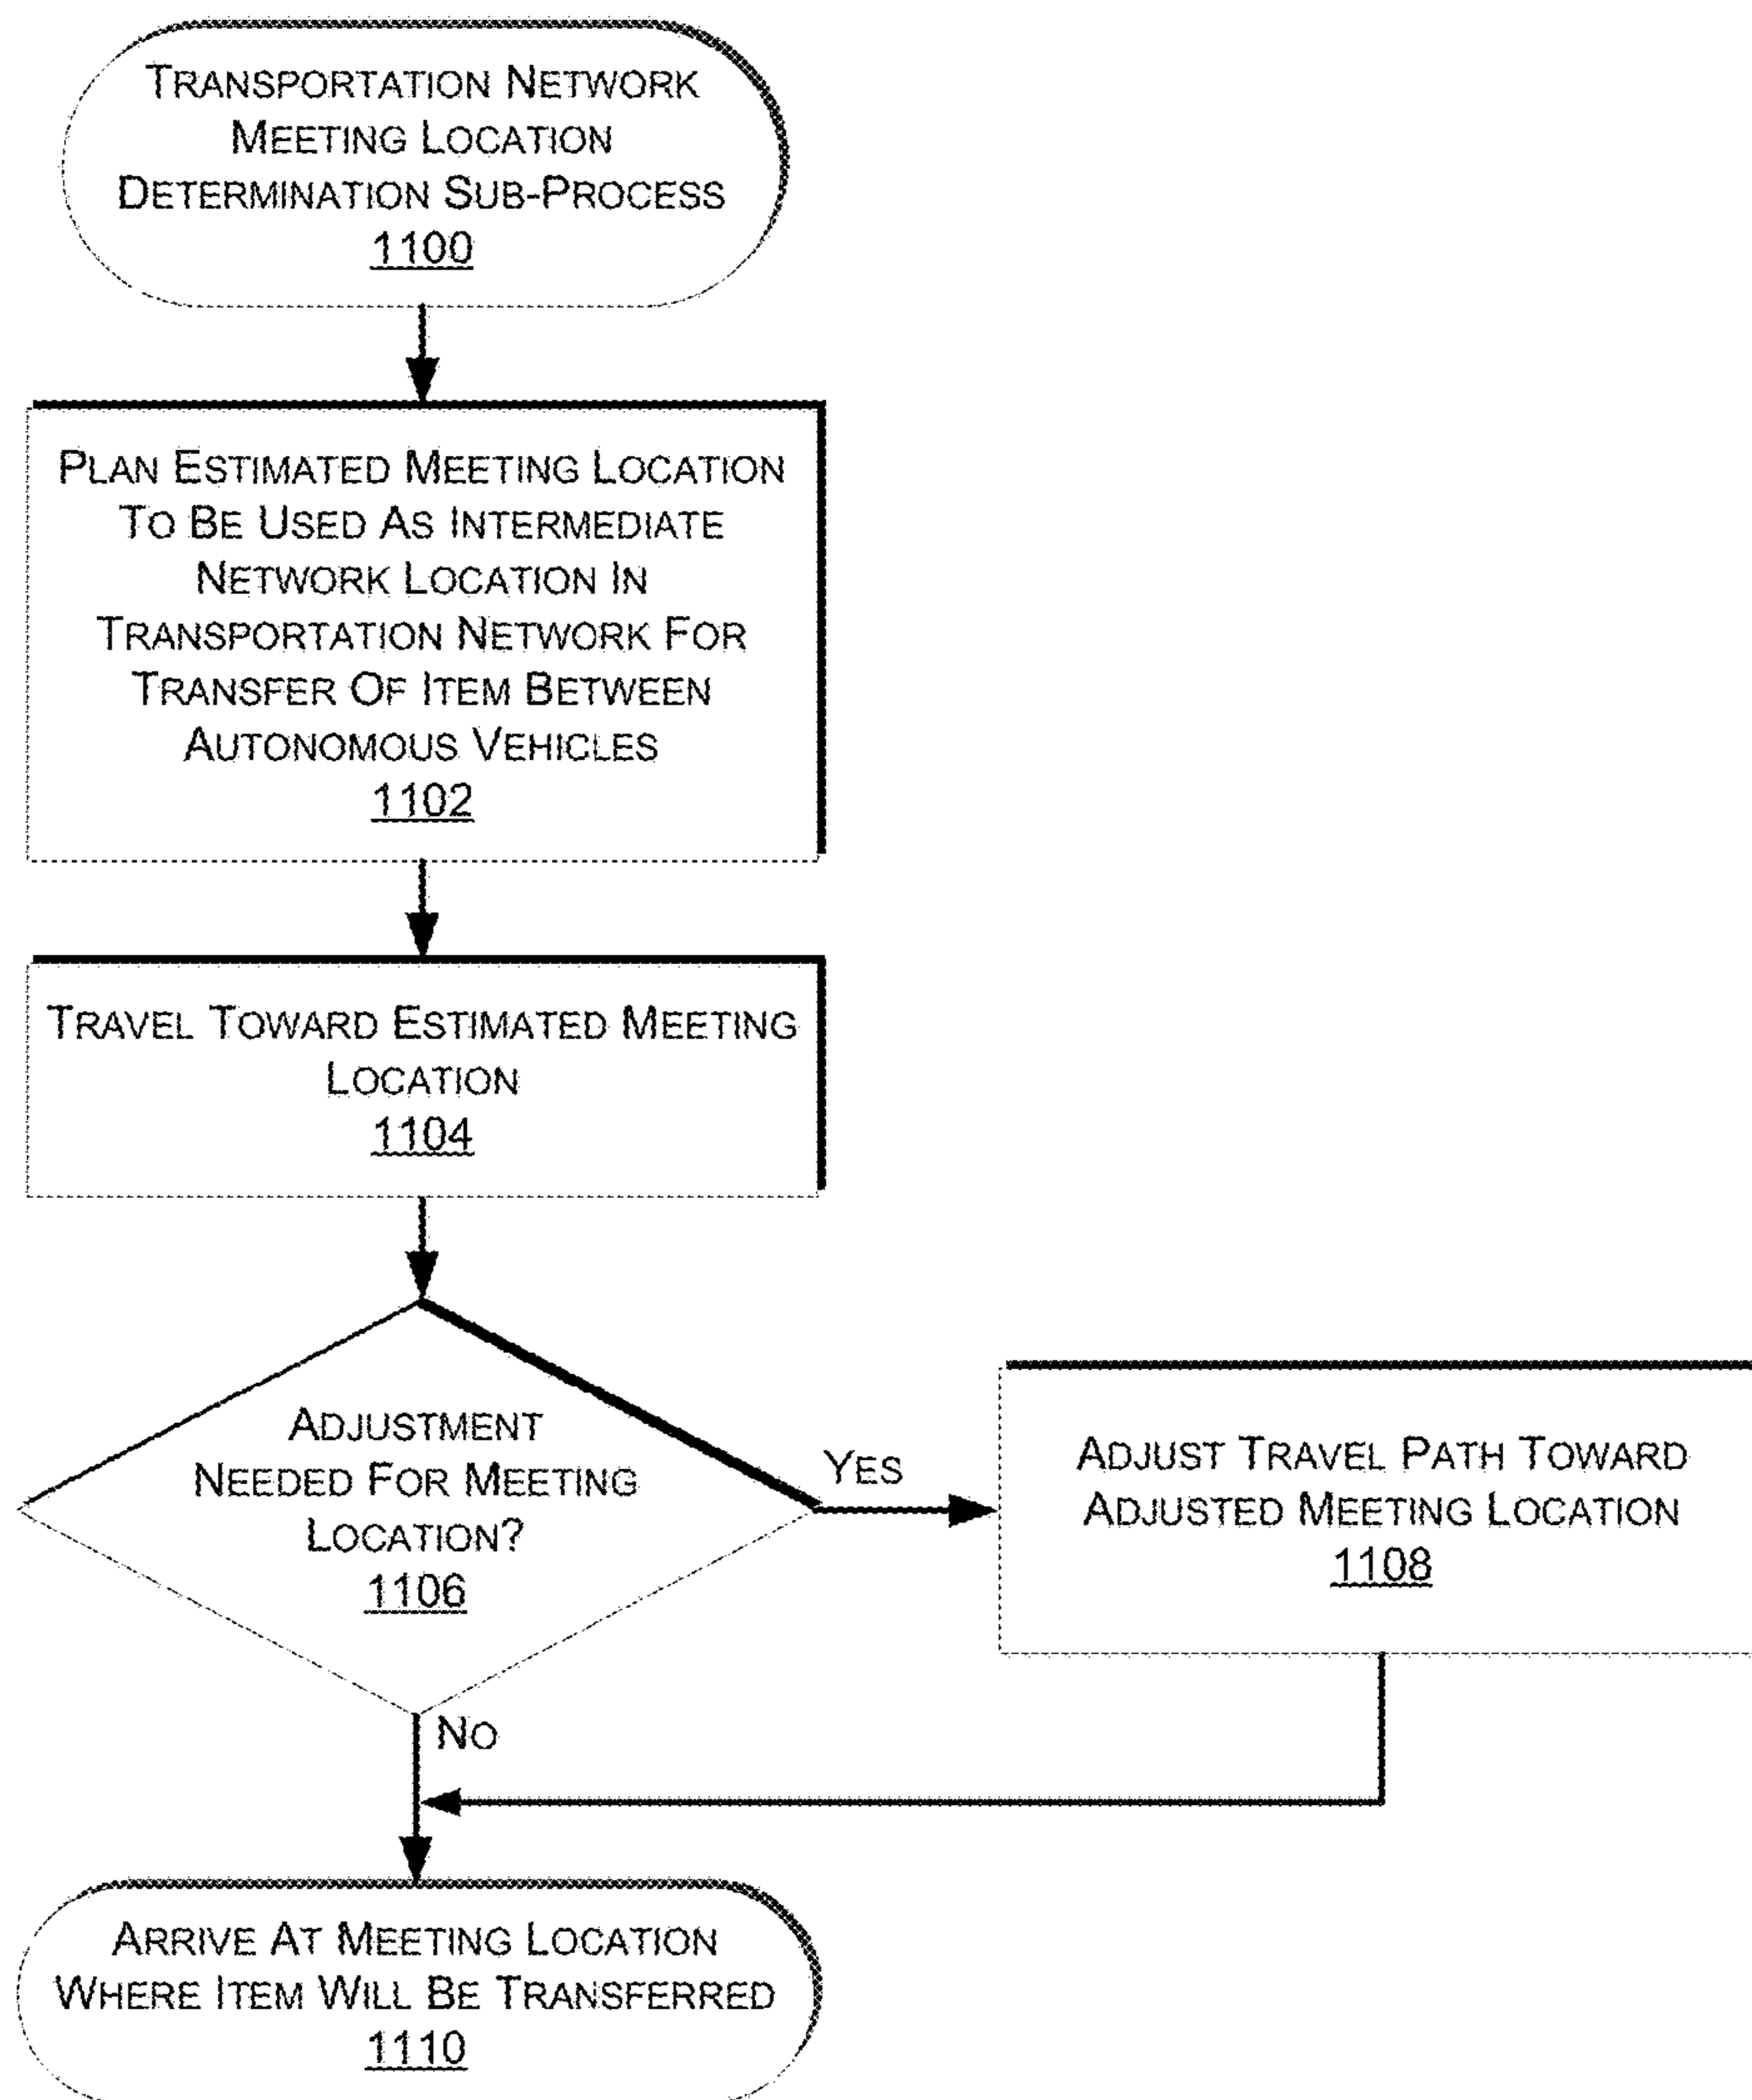 TRANSPORTATION NETWORK
MEETING LOCATION
DETERMINATION SUB-PROCESS
1100
PLAN ESTIMATED MEETING LOCATION
TO BE USED AS INTERMEDIATE
NETWORK LOCATION IN
TRANSPORTATION NETWORK FOR
TRANSFER OF ITEM BETWEEN
AUTONOMOUS VEHICLES
1102
TRAVEL TOWARD ESTIMATED MEETING
LOCATION
1104
ADJUSTMENT
NEEDED FOR MEETING
LOCATION?
1106
YES
ADJUST TRAVEL PATH TOWARD
ADJUSTED MEETING LOCATION
1108
NO
ARRIVE AT MEETING LOCATION
WHERE ITEM WILL BE TRANSFERRED
1110